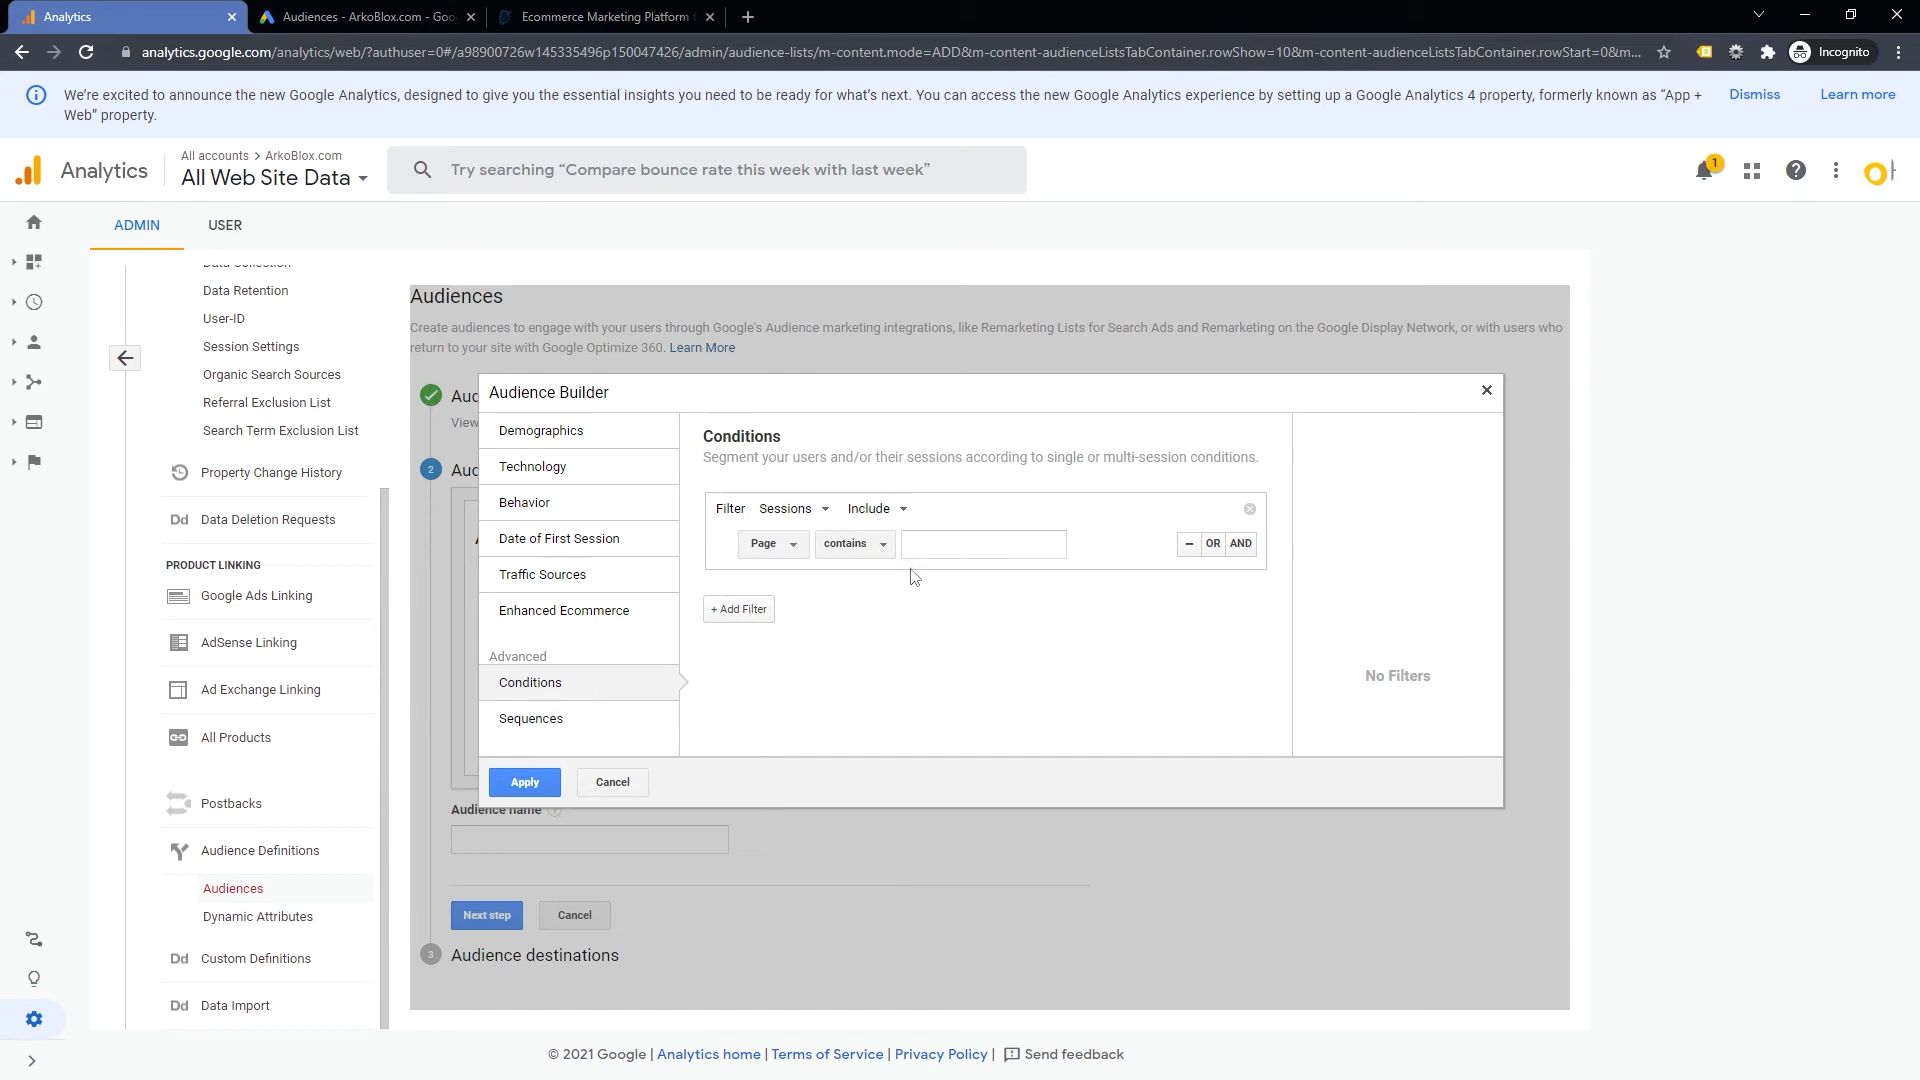 Analytics
Audiences - ArkoBlox.com - Goo
Ecommerce Marketing Platform
analytics.google.com/analytics/web/?authuser=0#/a98900726w145335496p150047426/admin/audience-lists/m-content.mode=ADD&m-content-audienceListsTabContainer.rowShow=10&m-content-audienceListsTabContainer.rowStart=0&m...
Incognito
We're excited to announce the new Google Analytics, designed to give you the essential insights you need to be ready for what's next. You can access the new Google Analytics experience by setting up a Google Analytics 4 property, formerly known as "App +
Web" property.
Dismiss
Learn more
Analytics
All accounts > ArkoBlox.com
All Web Site Data
Try searching "Compare bounce rate this week with last week"
1
ADMIN
USER
Data Collection
Data Retention
User-ID
Session Settings
Organic Search Sources
Referral Exclusion List
Search Term Exclusion List
Property Change History
Dd Data Deletion Requests
PRODUCT LINKING
Google Ads Linking
AdSense Linking
Ad Exchange Linking
All Products
Postbacks
Audience Definitions
Audiences
Dynamic Attributes
Dd Custom Definitions
Dd Data Import
Audiences
Create audiences to engage with your users through Google's Audience marketing integrations, like Remarketing Lists for Search Ads and Remarketing on the Google Display Network, or with users who
return to your site with Google Optimize 360. Learn More
Aud
View
2
Aud
Audience Builder
Demographics
Technology
Behavior
Date of First Session
Traffic Sources
Enhanced Ecommerce
Advanced
Conditions
Sequences
Conditions
Segment your users and/or their sessions according to single or multi-session conditions.
Filter Sessions Include
Page contains
– OR AND
+ Add Filter
No Filters
Apply
Cancel
Audience name ?
Next step
Cancel
3
Audience destinations
© 2021 Google | Analytics home | Terms of Service | Privacy Policy | Send feedback